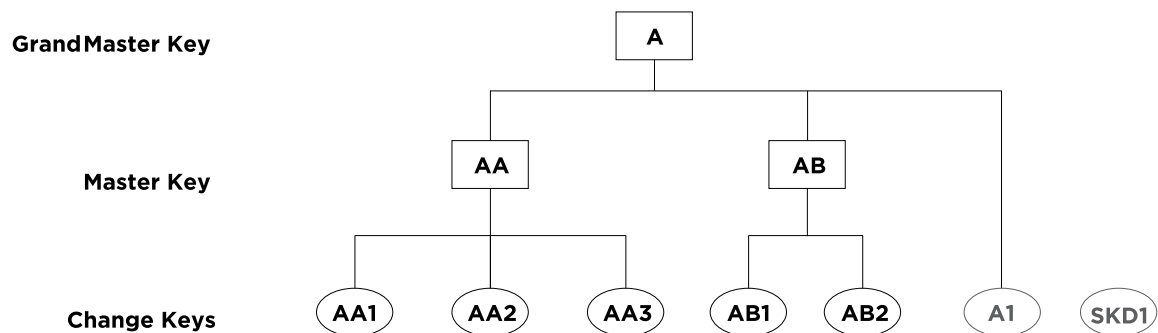 GrandMaster Key
A
Master Key
AA
AB
Change Keys
AA1
AA2
AA3
AB1
AB2
A1
SKD1